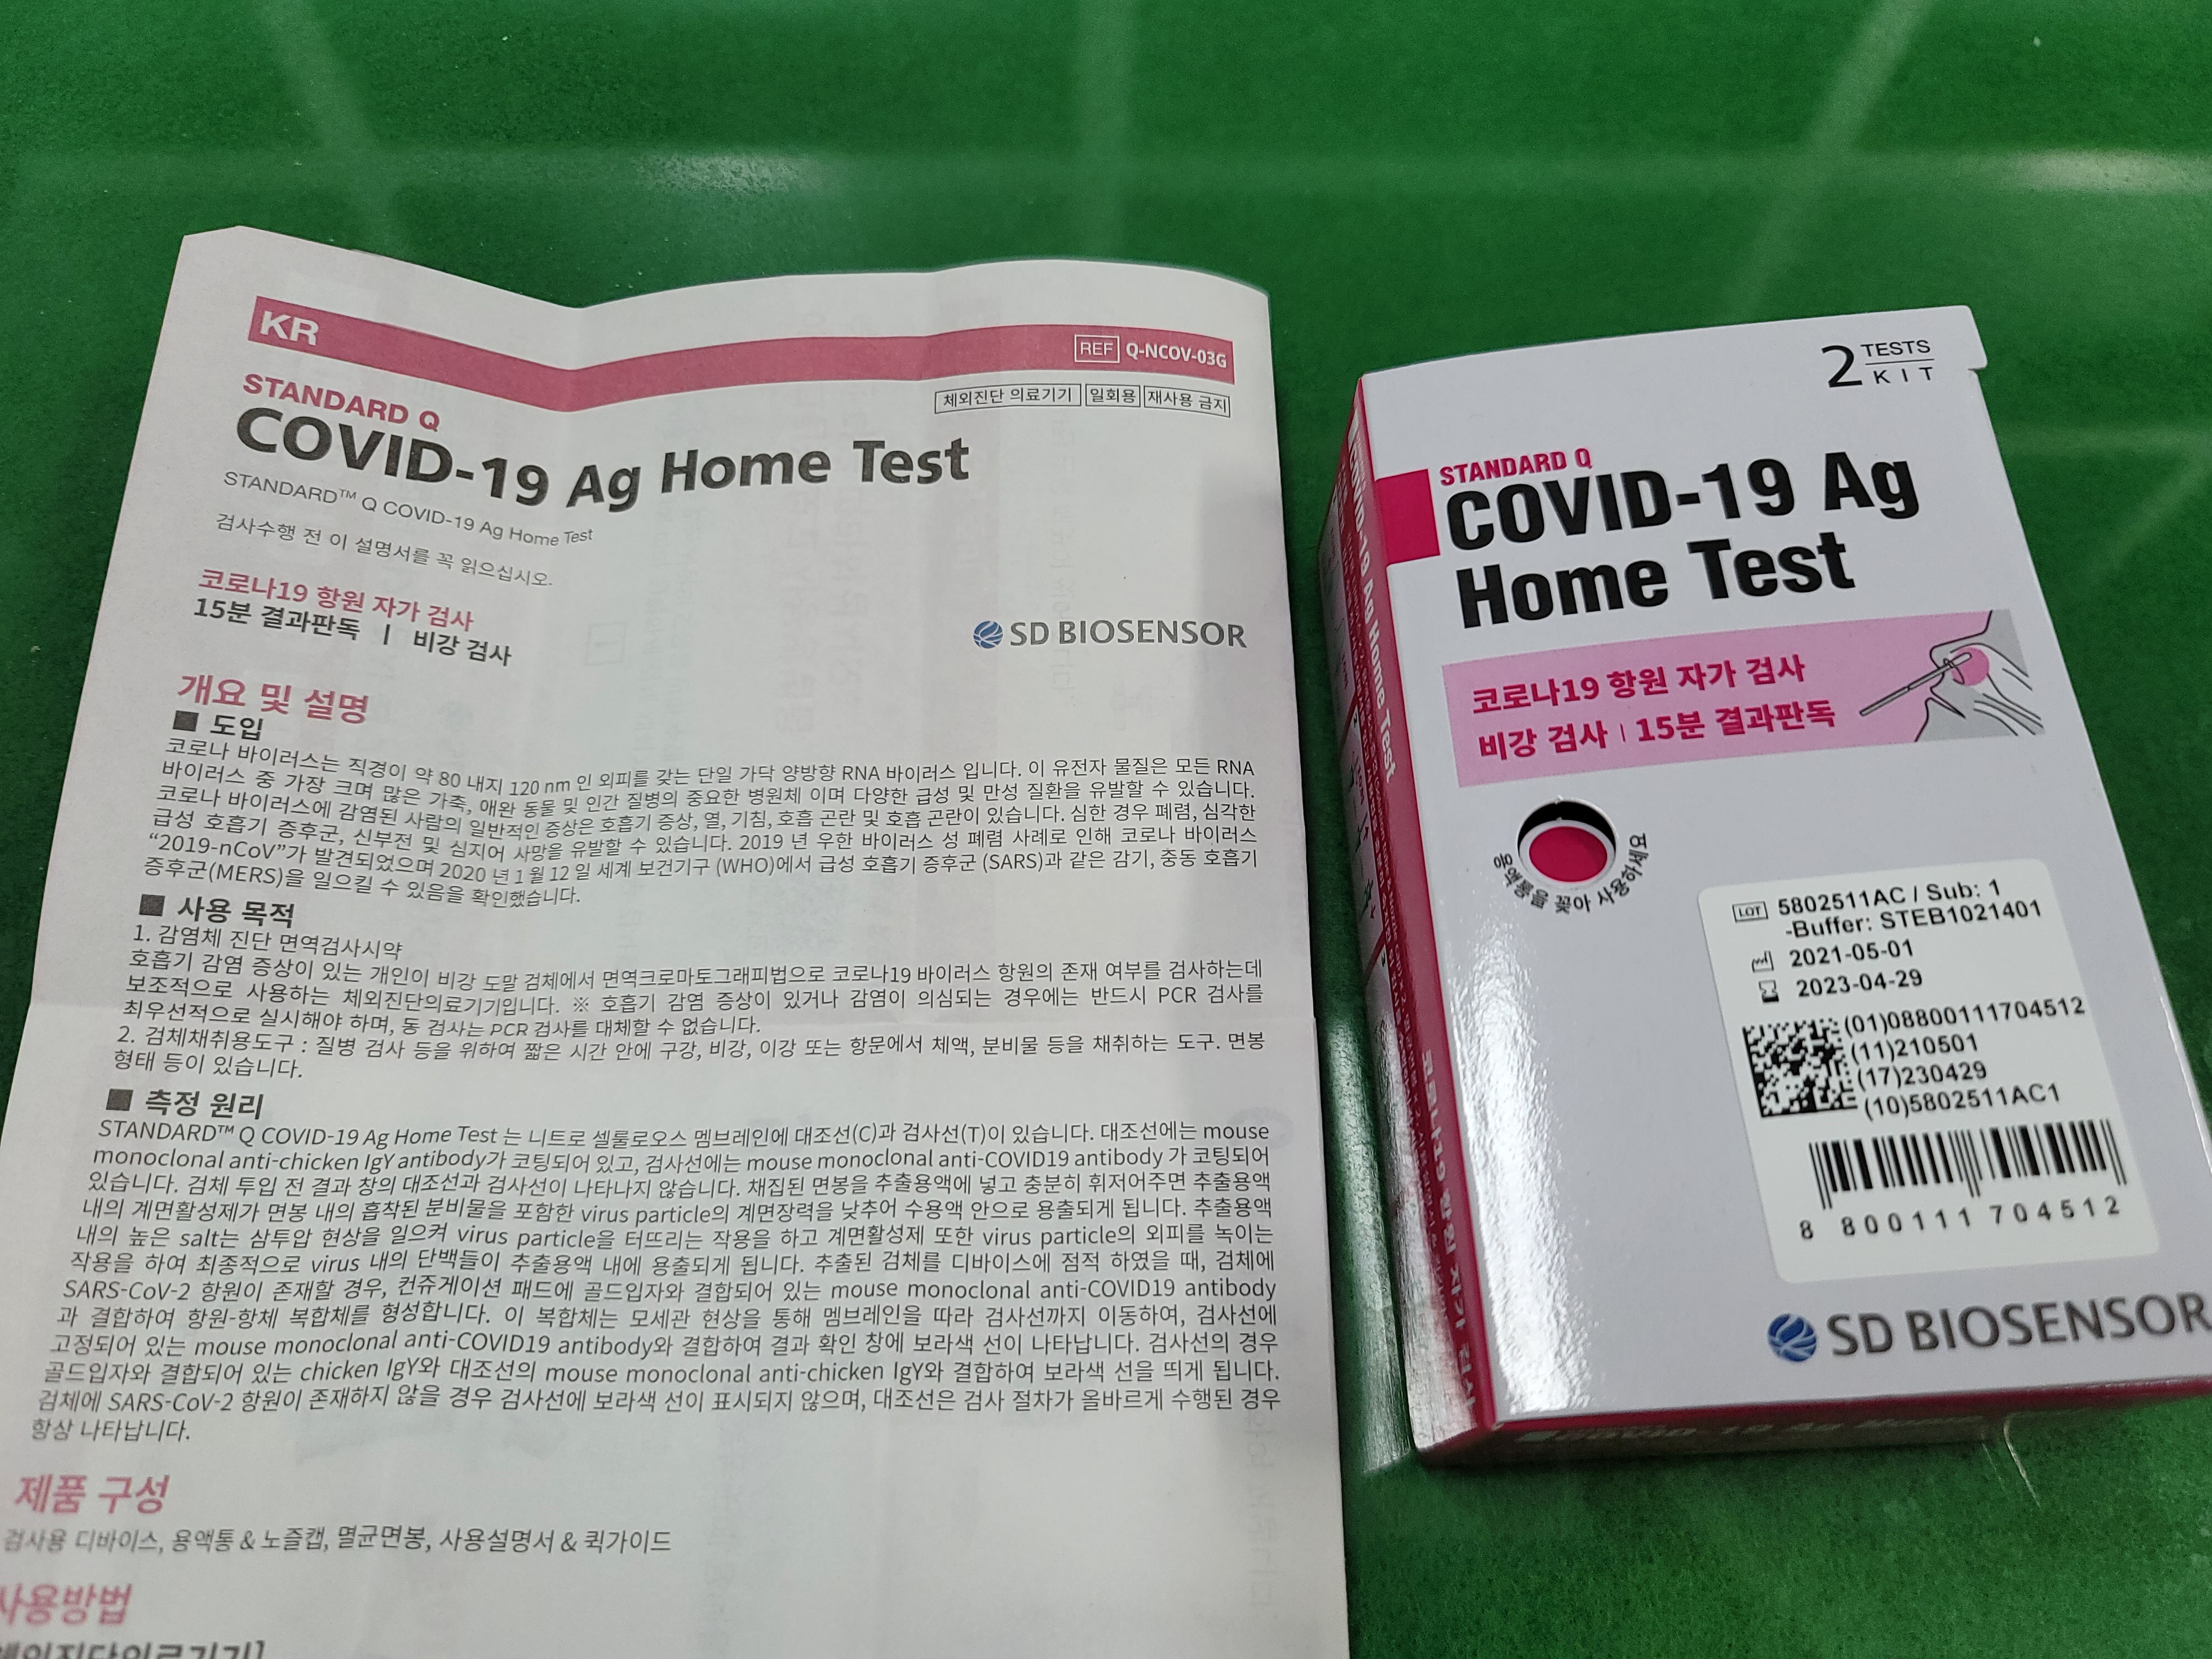 KR
REF Q-NCOV-03G
체외진단 의료기기 일회용 재사용 금지
STANDARD Q
COVID-19 Ag Home Test
STANDARD™ Q COVID-19 Ag Home Test
검사수행 전 이 설명서를 꼭 읽으십시오.
코로나19 항원 자가 검사
15분 결과판독 | 비강 검사
SD BIOSENSOR
개요 및 설명
■ 도입
코로나 바이러스는 직경이 약 80 내지 120 nm 인 외피를 갖는 단일 가닥 양방향 RNA 바이러스 입니다. 이 유전자 물질은 모든 RNA
바이러스 중 가장 크며 많은 가축, 애완 동물 및 인간 질병의 중요한 병원체 이며 다양한 급성 및 만성 질환을 유발할 수 있습니다.
코로나 바이러스에 감염된 사람의 일반적인 증상은 호흡기 증상, 열, 기침, 호흡 곤란 및 호흡 곤란이 있습니다. 심한 경우 폐렴, 심각한
급성 호흡기 증후군, 신부전 및 심지어 사망을 유발할 수 있습니다. 2019 년 우한 바이러스 성 폐렴 사례로 인해 코로나 바이러스
“2019-nCoV”가 발견되었으며 2020 년 1 월 12 일 세계 보건기구 (WHO)에서 급성 호흡기 증후군 (SARS)과 같은 감기, 중동 호흡기
증후군(MERS)을 일으킬 수 있음을 확인했습니다.
■ 사용 목적
1. 감염체 진단 면역검사시약
호흡기 감염 증상이 있는 개인이 비강 도말 검체에서 면역크로마토그래피법으로 코로나19 바이러스 항원의 존재 여부를 검사하는데
보조적으로 사용하는 체외진단의료기기입니다. ※ 호흡기 감염 증상이 있거나 감염이 의심되는 경우에는 반드시 PCR 검사를
최우선적으로 실시해야 하며, 동 검사는 PCR 검사를 대체할 수 없습니다.
2. 검체채취용도구 : 질병 검사 등을 위하여 짧은 시간 안에 구강, 비강, 이강 또는 항문에서 체액, 분비물 등을 채취하는 도구. 면봉
형태 등이 있습니다.
■ 측정 원리
STANDARD™ Q COVID-19 Ag Home Test 는 니트로 셀룰로오스 멤브레인에 대조선(C)과 검사선(T)이 있습니다. 대조선에는 mouse
monoclonal anti-chicken IgY antibody가 코팅되어 있고, 검사선에는 mouse monoclonal anti-COVID19 antibody 가 코팅되어
있습니다. 검체 투입 전 결과 창의 대조선과 검사선이 나타나지 않습니다. 채집된 면봉을 추출용액에 넣고 충분히 휘저어주면 추출용액
내의 계면활성제가 면봉 내의 흡착된 분비물을 포함한 virus particle의 계면장력을 낮추어 수용액 안으로 용출되게 됩니다. 추출용액
내의 높은 salt는 삼투압 현상을 일으켜 virus particle을 터뜨리는 작용을 하고 계면활성제 또한 virus particle의 외피를 녹이는
작용을 하여 최종적으로 virus 내의 단백들이 추출용액 내에 용출되게 됩니다. 추출된 검체를 디바이스에 점적 하였을 때, 검체에
SARS-CoV-2 항원이 존재할 경우, 컨쥬게이션 패드에 골드입자와 결합되어 있는 mouse monoclonal anti-COVID19 antibody
과 결합하여 항원-항체 복합체를 형성합니다. 이 복합체는 모세관 현상을 통해 멤브레인을 따라 검사선까지 이동하여, 검사선에
고정되어 있는 mouse monoclonal anti-COVID19 antibody와 결합하여 결과 확인 창에 보라색 선이 나타납니다. 검사선의 경우
골드입자와 결합되어 있는 chicken IgY와 대조선의 mouse monoclonal anti-chicken IgY와 결합하여 보라색 선을 띄게 됩니다.
검체에 SARS-CoV-2 항원이 존재하지 않을 경우 검사선에 보라색 선이 표시되지 않으며, 대조선은 검사 절차가 올바르게 수행된 경우
항상 나타납니다.
제품 구성
검사용 디바이스, 용액통 & 노즐캡, 멸균면봉, 사용설명서 & 퀵가이드
사용방법
2 TESTS
KIT
STANDARD Q
COVID-19 Ag
Home Test
코로나19 항원 자가 검사
비강 검사 | 15분 결과판독
용액통을 꽂아 사용하세요
LOT 5802511AC / Sub: 1
-Buffer: STEB1021401
2021-05-01
2023-04-29
(01)08800111704512
(11)210501
(17)230429
(10)5802511AC1
8 800111 704512
SD BIOSENSOR
COVID-19 Ag Home Test